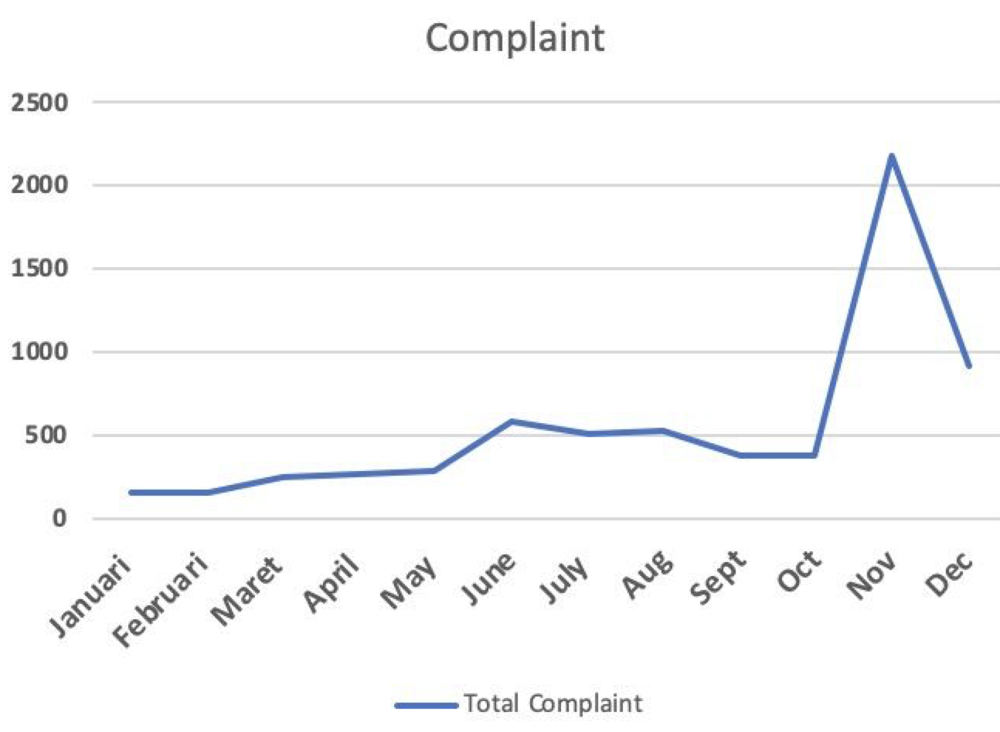 Complaint
2500
2000
1500
1000
500
0
Januari
Februari
Maret
April
May
June
July
Aug
Sept
Oct
Nov
Dec
Total Complaint